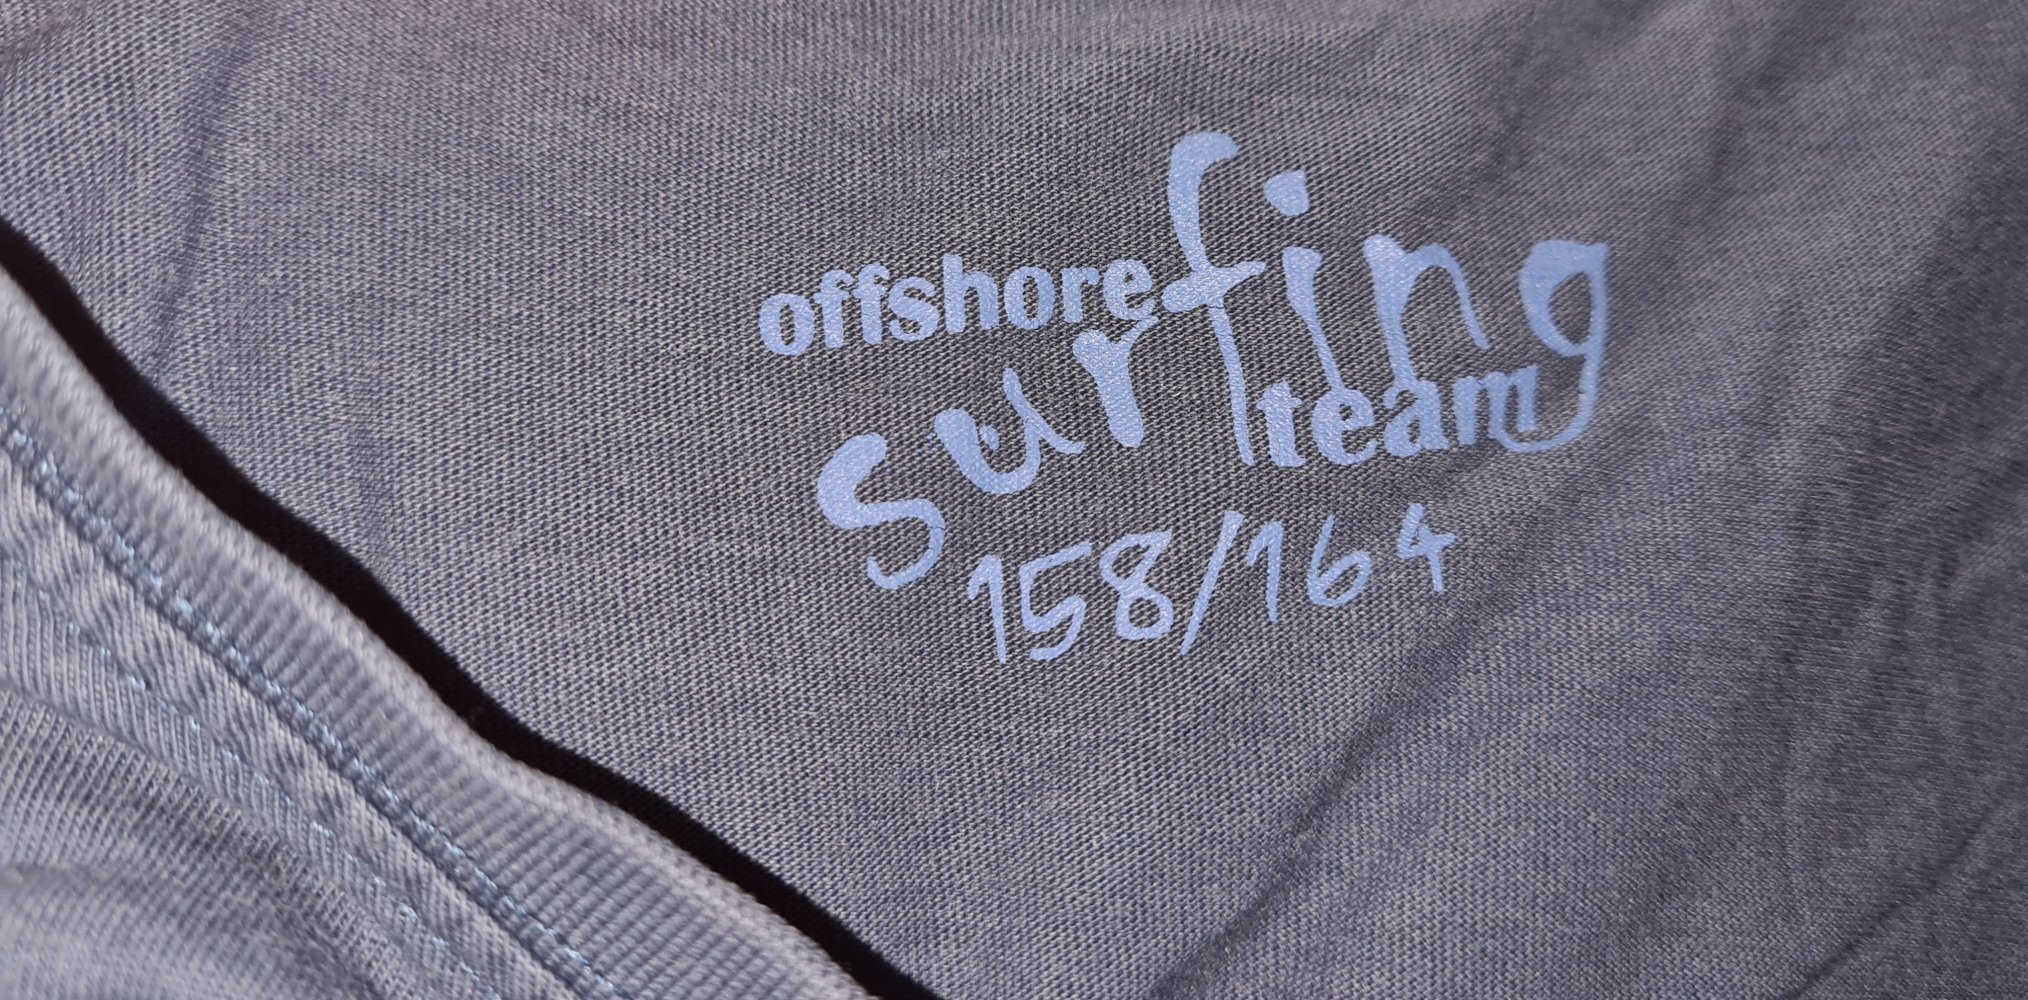 offshore
surfing
team
158/164